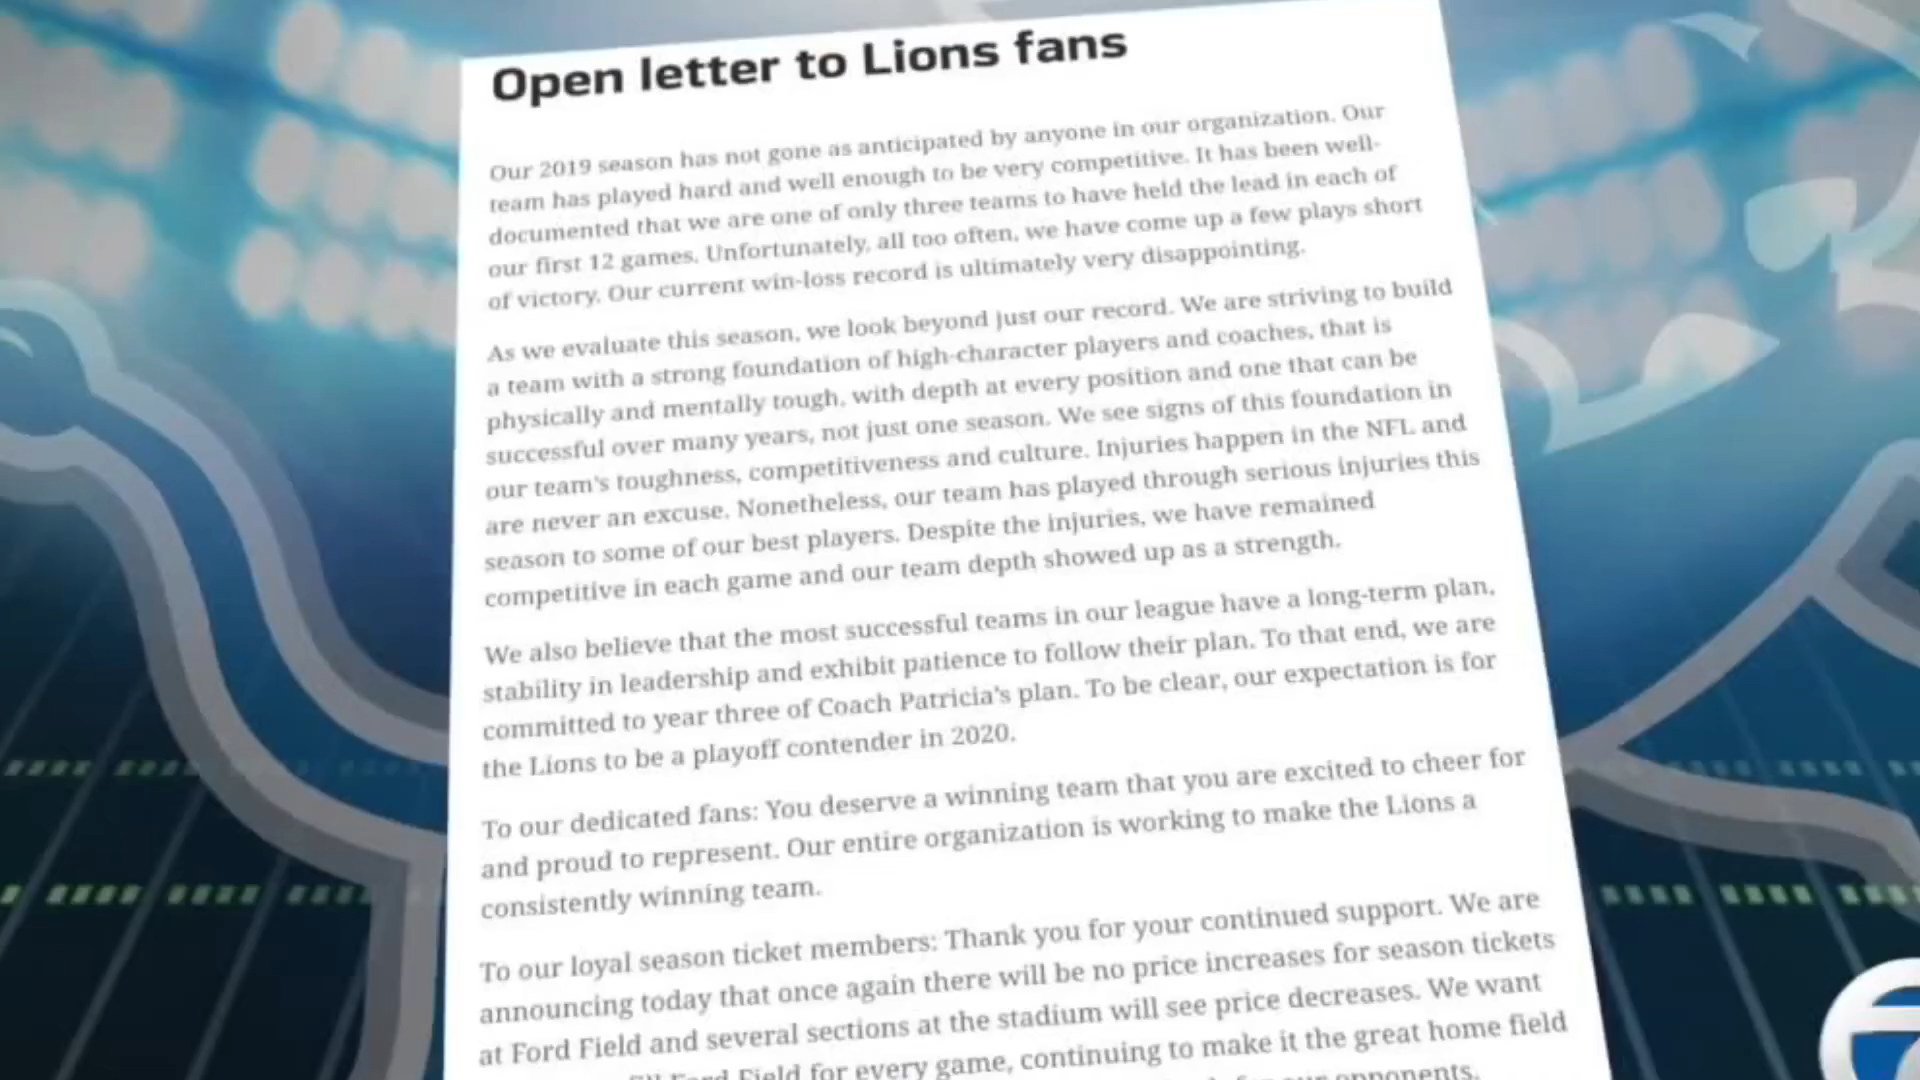 Open letter to Lions fans
Our 2019 season has not gone as anticipated by anyone in our organization. Our
team has played hard and well enough to be very competitive. It has been well-
documented that we are one of only three teams to have held the lead in each of
our first 12 games. Unfortunately, all too often, we have come up a few plays short
of victory. Our current win-loss record is ultimately very disappointing.
As we evaluate this season, we look beyond just our record. We are striving to build
a team with a strong foundation of high-character players and coaches, that is
physically and mentally tough, with depth at every position and one that can be
successful over many years, not just one season. We see signs of this foundation in
our team's toughness, competitiveness and culture. Injuries happen in the NFL and
are never an excuse. Nonetheless, our team has played through serious injuries this
season to some of our best players. Despite the injuries, we have remained
competitive in each game and our team depth showed up as a strength.
We also believe that the most successful teams in our league have a long-term plan,
stability in leadership and exhibit patience to follow their plan. To that end, we are
committed to year three of Coach Patricia's plan. To be clear, our expectation is for
the Lions to be a playoff contender in 2020.
To our dedicated fans: You deserve a winning team that you are excited to cheer for
and proud to represent. Our entire organization is working to make the Lions a
consistently winning team.
To our loyal season ticket members: Thank you for your continued support. We are
announcing today that once again there will be no price increases for season tickets
at Ford Field and several sections at the stadium will see price decreases. We want
Ford Field for every game, continuing to make it the great home field
for our opponents.
7